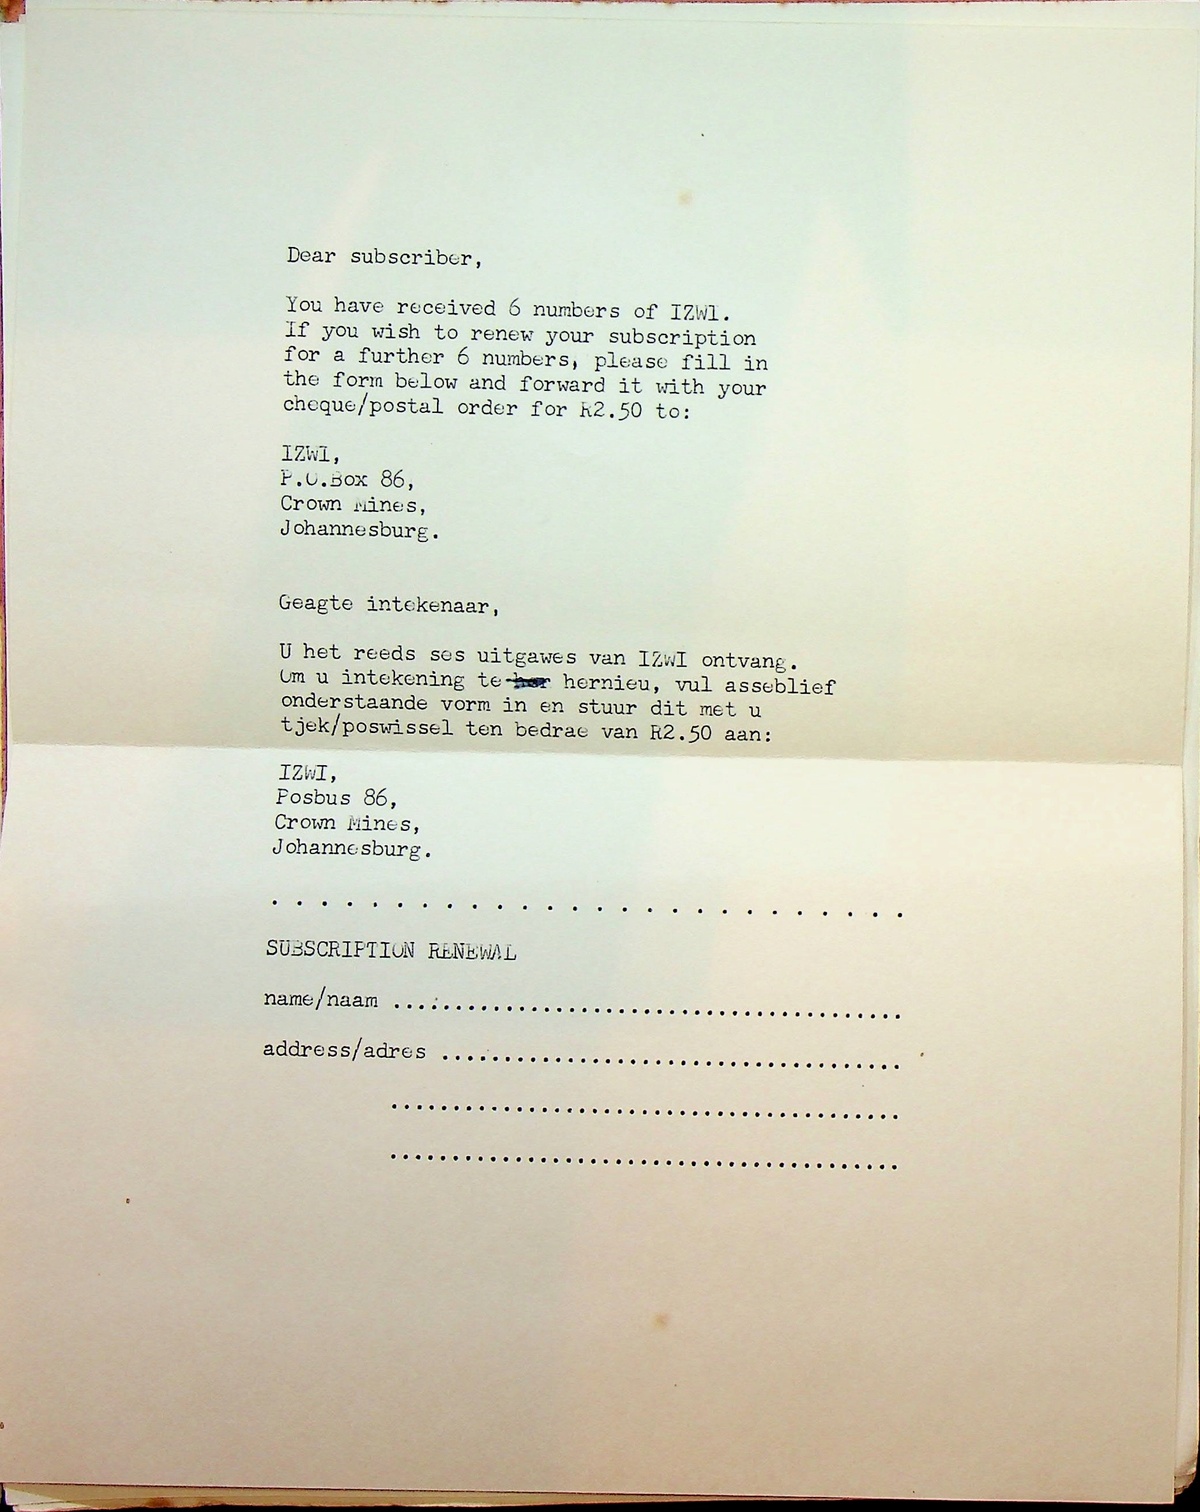 Dear subscriber,
You have received 6 numbers of IZWI.
If you wish to renew your subscription
for a further 6 numbers, please fill in
the form below and forward it with your
cheque/postal order for R2.50 to:
IZWI,
P.O.Box 86,
Crown Mines,
Johannesburg.
Geagte intekenaar,
U het reeds ses uitgawes van IZWI ontvang.
Om u intekening te hernieu, vul asseblief
onderstaande vorm in en stuur dit met u
tjek/poswissel ten bedrae van R2.50 aan:
IZWI,
Posbus 86,
Crown Mines,
Johannesburg.
. . . . . . . . . . . . . . . . . . . . . . . . . .
SUBSCRIPTION RENEWAL
name/naam .........................................
address/adres .....................................
.........................................
.........................................